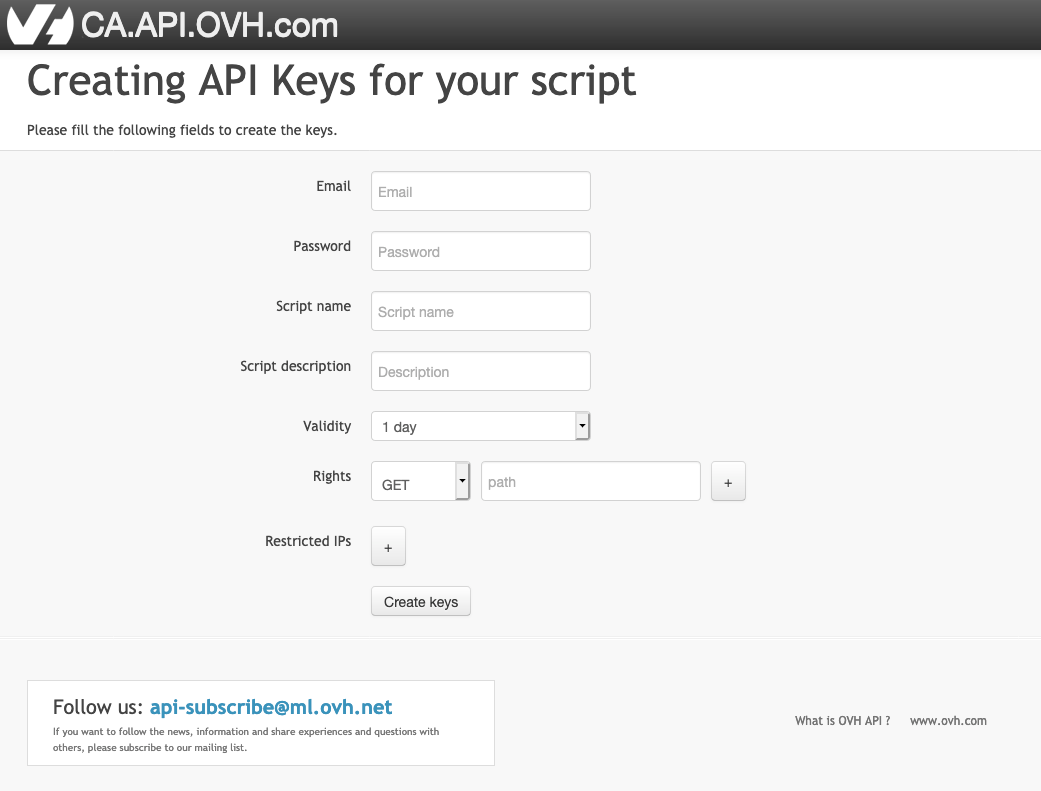 CA.API.OVH.com
Creating API Keys for your script
Please fill the following fields to create the keys.
Email Email
Password Password
Script name Script name
Script description Description
Validity 1 day
Rights GET path +
Restricted IPs +
Create keys
Follow us: api-subscribe@ml.ovh.net
If you want to follow the news, information and share experiences and questions with
others, please subscribe to our mailing list.
What is OVH API ? www.ovh.com